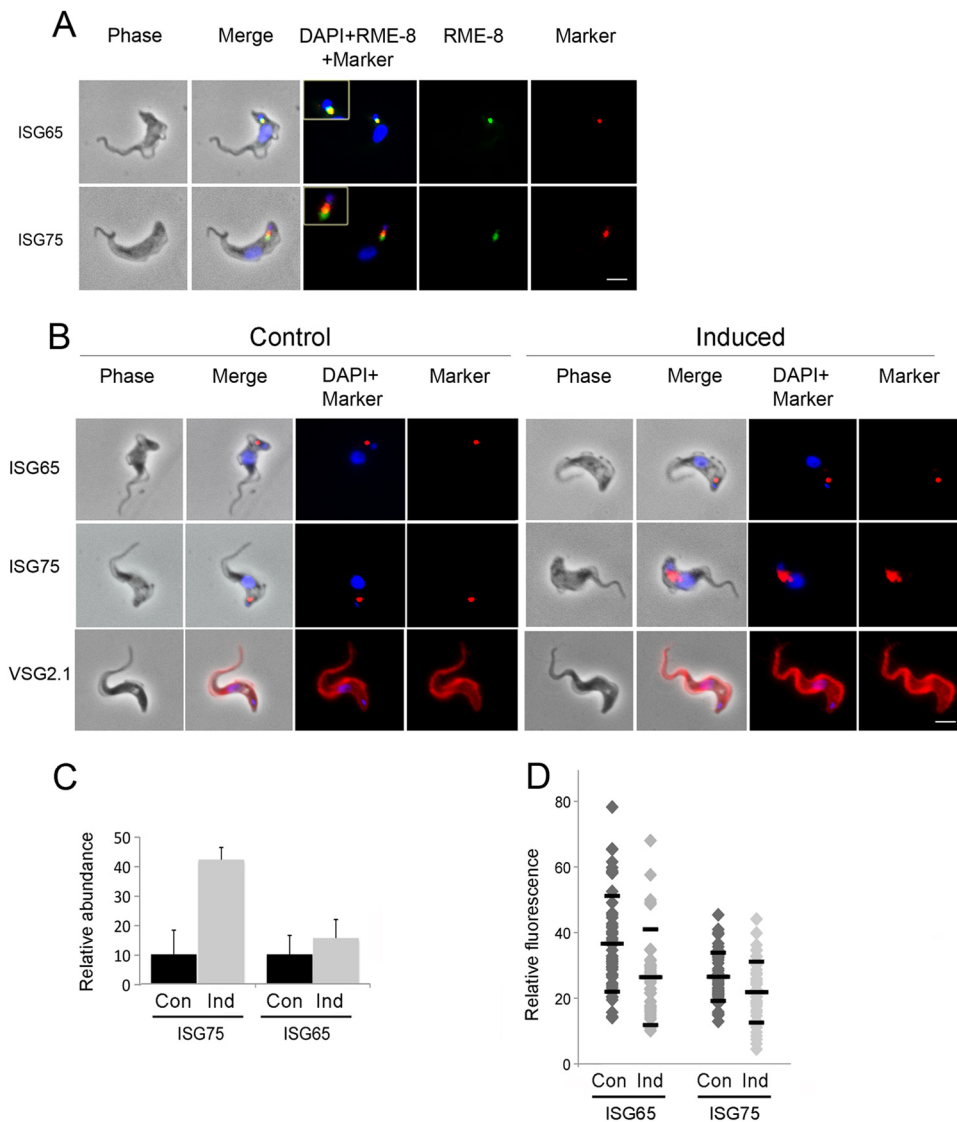 A
Phase Merge DAPI+RME-8 RME-8 Marker
+Marker
ISG65
ISG75
B
Control Induced
Phase Merge DAPI+ Marker Phase Merge DAPI+ Marker
Marker Marker
ISG65
ISG75
VSG2.1
C
Relative abundance
50
40
30
20
10
0
Con Ind Con Ind
ISG75 ISG65
D
Relative fluorescence
80
60
40
20
0
Con Ind Con Ind
ISG65 ISG75